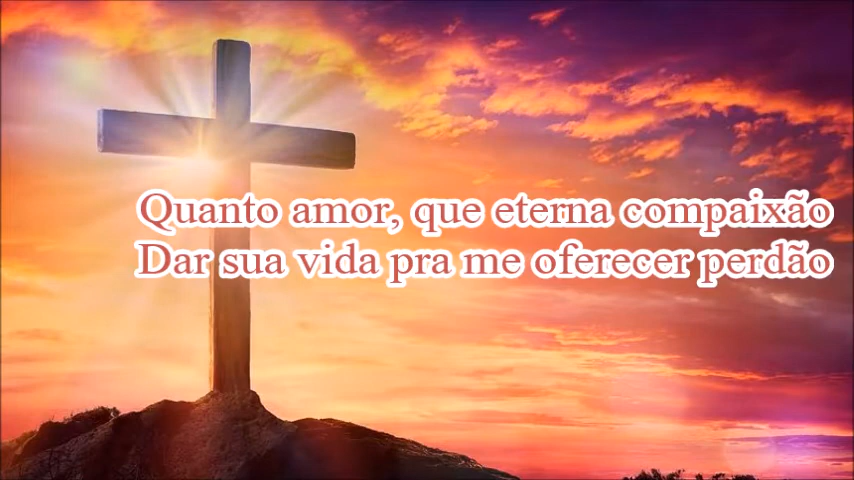 Quanto amor, que eterna compaixão
Dar sua vida pra me oferecer perdão